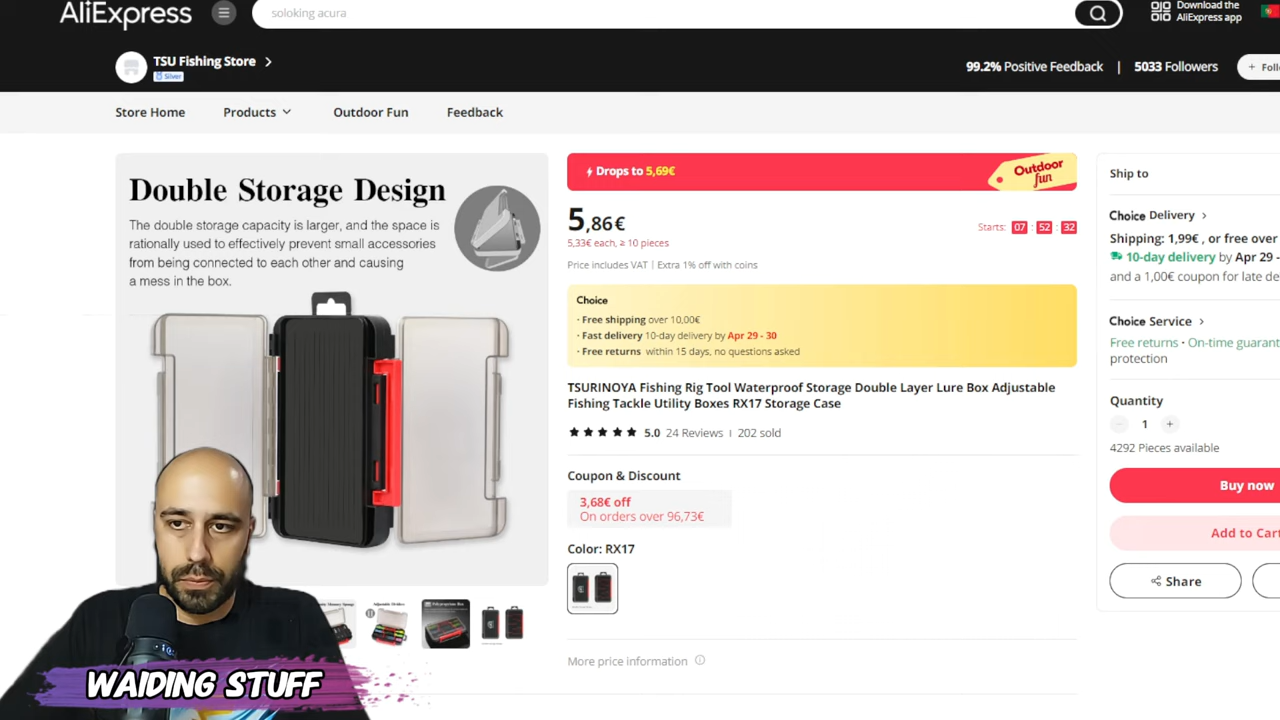 AliExpress
soloking acura
Download the
AliExpress app
TSU Fishing Store
Silver
99.2% Positive Feedback | 5033 Followers
+ Foll
Store Home
Products
Outdoor Fun
Feedback
Double Storage Design
The double storage capacity is larger, and the space is
rationally used to effectively prevent small accessories
from being connected to each other and causing
a mess in the box.
Drops to 5,69€
Outdoor
fun
5,86€
5,33€ each, ≥ 10 pieces
Starts: 07 : 52 : 32
Price includes VAT | Extra 1% off with coins
Choice
· Free shipping over 10,00€
· Fast delivery 10-day delivery by Apr 29 - 30
· Free returns within 15 days, no questions asked
TSURINOYA Fishing Rig Tool Waterproof Storage Double Layer Lure Box Adjustable
Fishing Tackle Utility Boxes RX17 Storage Case
5.0 24 Reviews | 202 sold
Coupon & Discount
3,68€ off
On orders over 96,73€
Color: RX17
More price information
Ship to
Choice Delivery
Shipping: 1,99€ , or free over
10-day delivery by Apr 29 -
and a 1,00€ coupon for late de
Choice Service
Free returns · On-time guarant
protection
Quantity
- 1 +
4292 Pieces available
Buy now
Add to Cart
Share
WAIDING STUFF